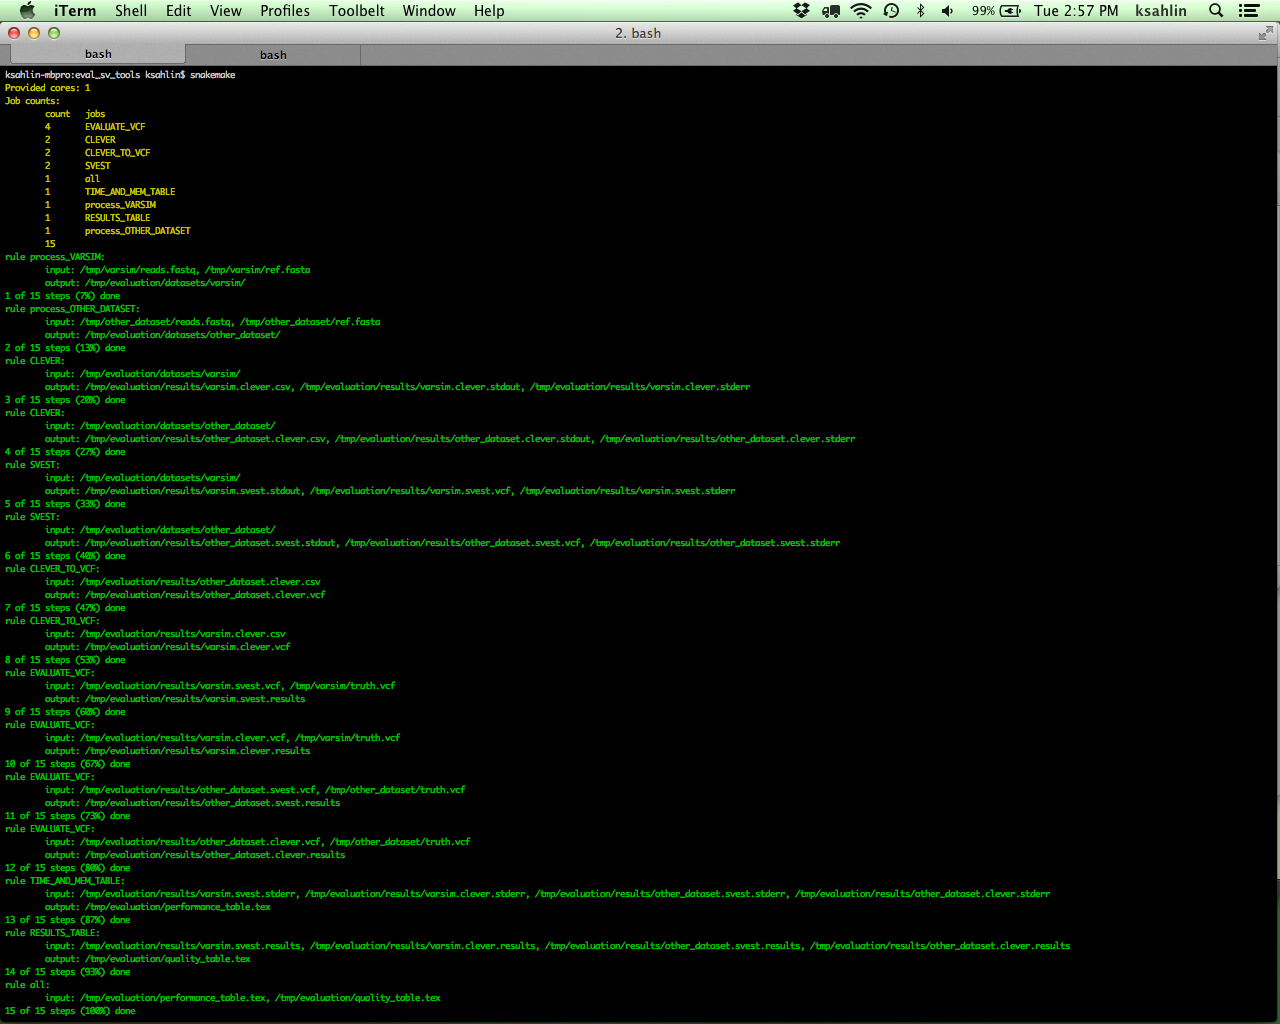 iTerm Shell Edit View Profiles Toolbelt Window Help 99% Tue 2:57 PM ksahlin
2. bash
bash bash
ksahlin-mbpro:eval_sv_tools ksahlin$ snakemake
Provided cores: 1
Job counts:
count jobs
4 EVALUATE_VCF
2 CLEVER
2 CLEVER_TO_VCF
2 SVEST
1 all
1 TIME_AND_MEM_TABLE
1 process_VARSIM
1 RESULTS_TABLE
1 process_OTHER_DATASET
15
rule process_VARSIM:
input: /tmp/varsim/reads.fastq, /tmp/varsim/ref.fasta
output: /tmp/evaluation/datasets/varsim/
1 of 15 steps (7%) done
rule process_OTHER_DATASET:
input: /tmp/other_dataset/reads.fastq, /tmp/other_dataset/ref.fasta
output: /tmp/evaluation/datasets/other_dataset/
2 of 15 steps (13%) done
rule CLEVER:
input: /tmp/evaluation/datasets/varsim/
output: /tmp/evaluation/results/varsim.clever.csv, /tmp/evaluation/results/varsim.clever.stdout, /tmp/evaluation/results/varsim.clever.stderr
3 of 15 steps (20%) done
rule CLEVER:
input: /tmp/evaluation/datasets/other_dataset/
output: /tmp/evaluation/results/other_dataset.clever.csv, /tmp/evaluation/results/other_dataset.clever.stdout, /tmp/evaluation/results/other_dataset.clever.stderr
4 of 15 steps (27%) done
rule SVEST:
input: /tmp/evaluation/datasets/varsim/
output: /tmp/evaluation/results/varsim.svest.stdout, /tmp/evaluation/results/varsim.svest.vcf, /tmp/evaluation/results/varsim.svest.stderr
5 of 15 steps (33%) done
rule SVEST:
input: /tmp/evaluation/datasets/other_dataset/
output: /tmp/evaluation/results/other_dataset.svest.stdout, /tmp/evaluation/results/other_dataset.svest.vcf, /tmp/evaluation/results/other_dataset.svest.stderr
6 of 15 steps (40%) done
rule CLEVER_TO_VCF:
input: /tmp/evaluation/results/other_dataset.clever.csv
output: /tmp/evaluation/results/other_dataset.clever.vcf
7 of 15 steps (47%) done
rule CLEVER_TO_VCF:
input: /tmp/evaluation/results/varsim.clever.csv
output: /tmp/evaluation/results/varsim.clever.vcf
8 of 15 steps (53%) done
rule EVALUATE_VCF:
input: /tmp/evaluation/results/varsim.svest.vcf, /tmp/varsim/truth.vcf
output: /tmp/evaluation/results/varsim.svest.results
9 of 15 steps (60%) done
rule EVALUATE_VCF:
input: /tmp/evaluation/results/varsim.clever.vcf, /tmp/varsim/truth.vcf
output: /tmp/evaluation/results/varsim.clever.results
10 of 15 steps (67%) done
rule EVALUATE_VCF:
input: /tmp/evaluation/results/other_dataset.svest.vcf, /tmp/other_dataset/truth.vcf
output: /tmp/evaluation/results/other_dataset.svest.results
11 of 15 steps (73%) done
rule EVALUATE_VCF:
input: /tmp/evaluation/results/other_dataset.clever.vcf, /tmp/other_dataset/truth.vcf
output: /tmp/evaluation/results/other_dataset.clever.results
12 of 15 steps (80%) done
rule TIME_AND_MEM_TABLE:
input: /tmp/evaluation/results/varsim.svest.stderr, /tmp/evaluation/results/varsim.clever.stderr, /tmp/evaluation/results/other_dataset.svest.stderr, /tmp/evaluation/results/other_dataset.clever.stderr
output: /tmp/evaluation/performance_table.tex
13 of 15 steps (87%) done
rule RESULTS_TABLE:
input: /tmp/evaluation/results/varsim.svest.results, /tmp/evaluation/results/varsim.clever.results, /tmp/evaluation/results/other_dataset.svest.results, /tmp/evaluation/results/other_dataset.clever.results
output: /tmp/evaluation/quality_table.tex
14 of 15 steps (93%) done
rule all:
input: /tmp/evaluation/performance_table.tex, /tmp/evaluation/quality_table.tex
15 of 15 steps (100%) done